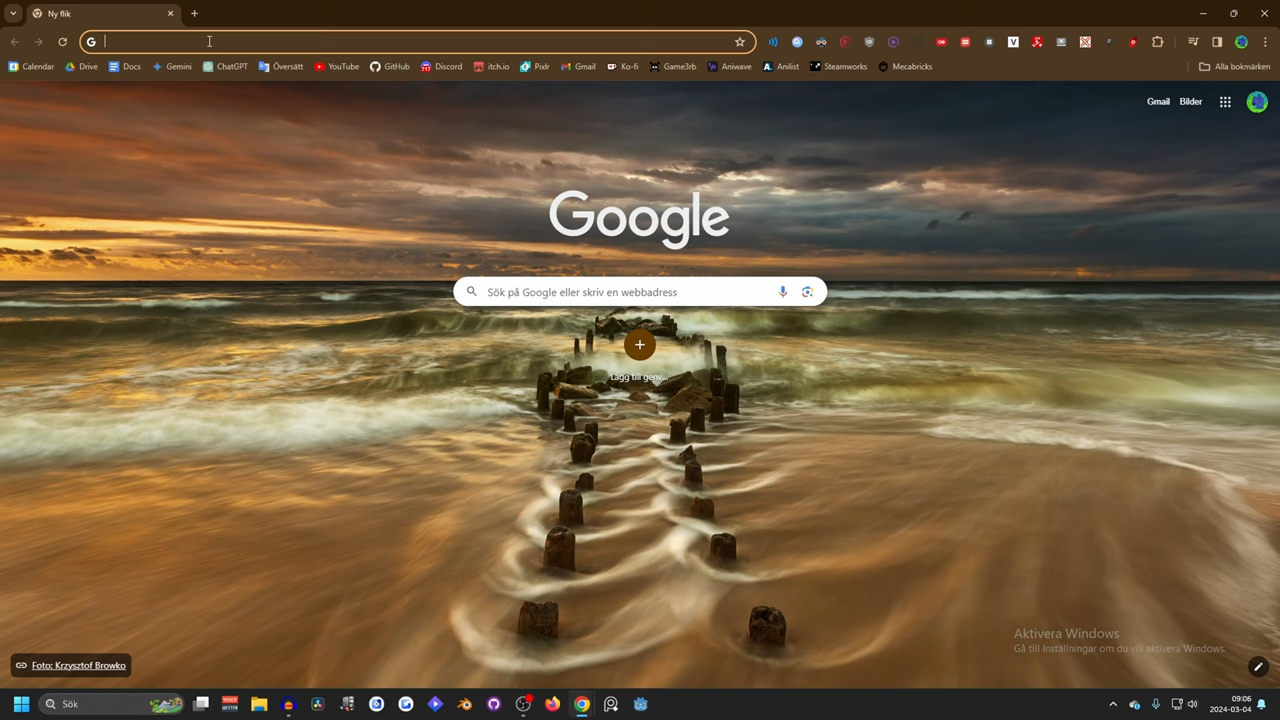 Ny flik
Calendar Drive Docs Gemini ChatGPT Översätt YouTube GitHub Discord itch.io Pixlr Gmail Ko-fi Game3rb Aniwave Anilist Steamworks Mecabricks Alla bokmärken
Gmail Bilder
Google
Sök på Google eller skriv en webbadress
Lägg till genv...
Aktivera Windows
Gå till Inställningar om du vill aktivera Windows.
Foto: Krzysztof Browko
Sök
09:06
2024-03-04